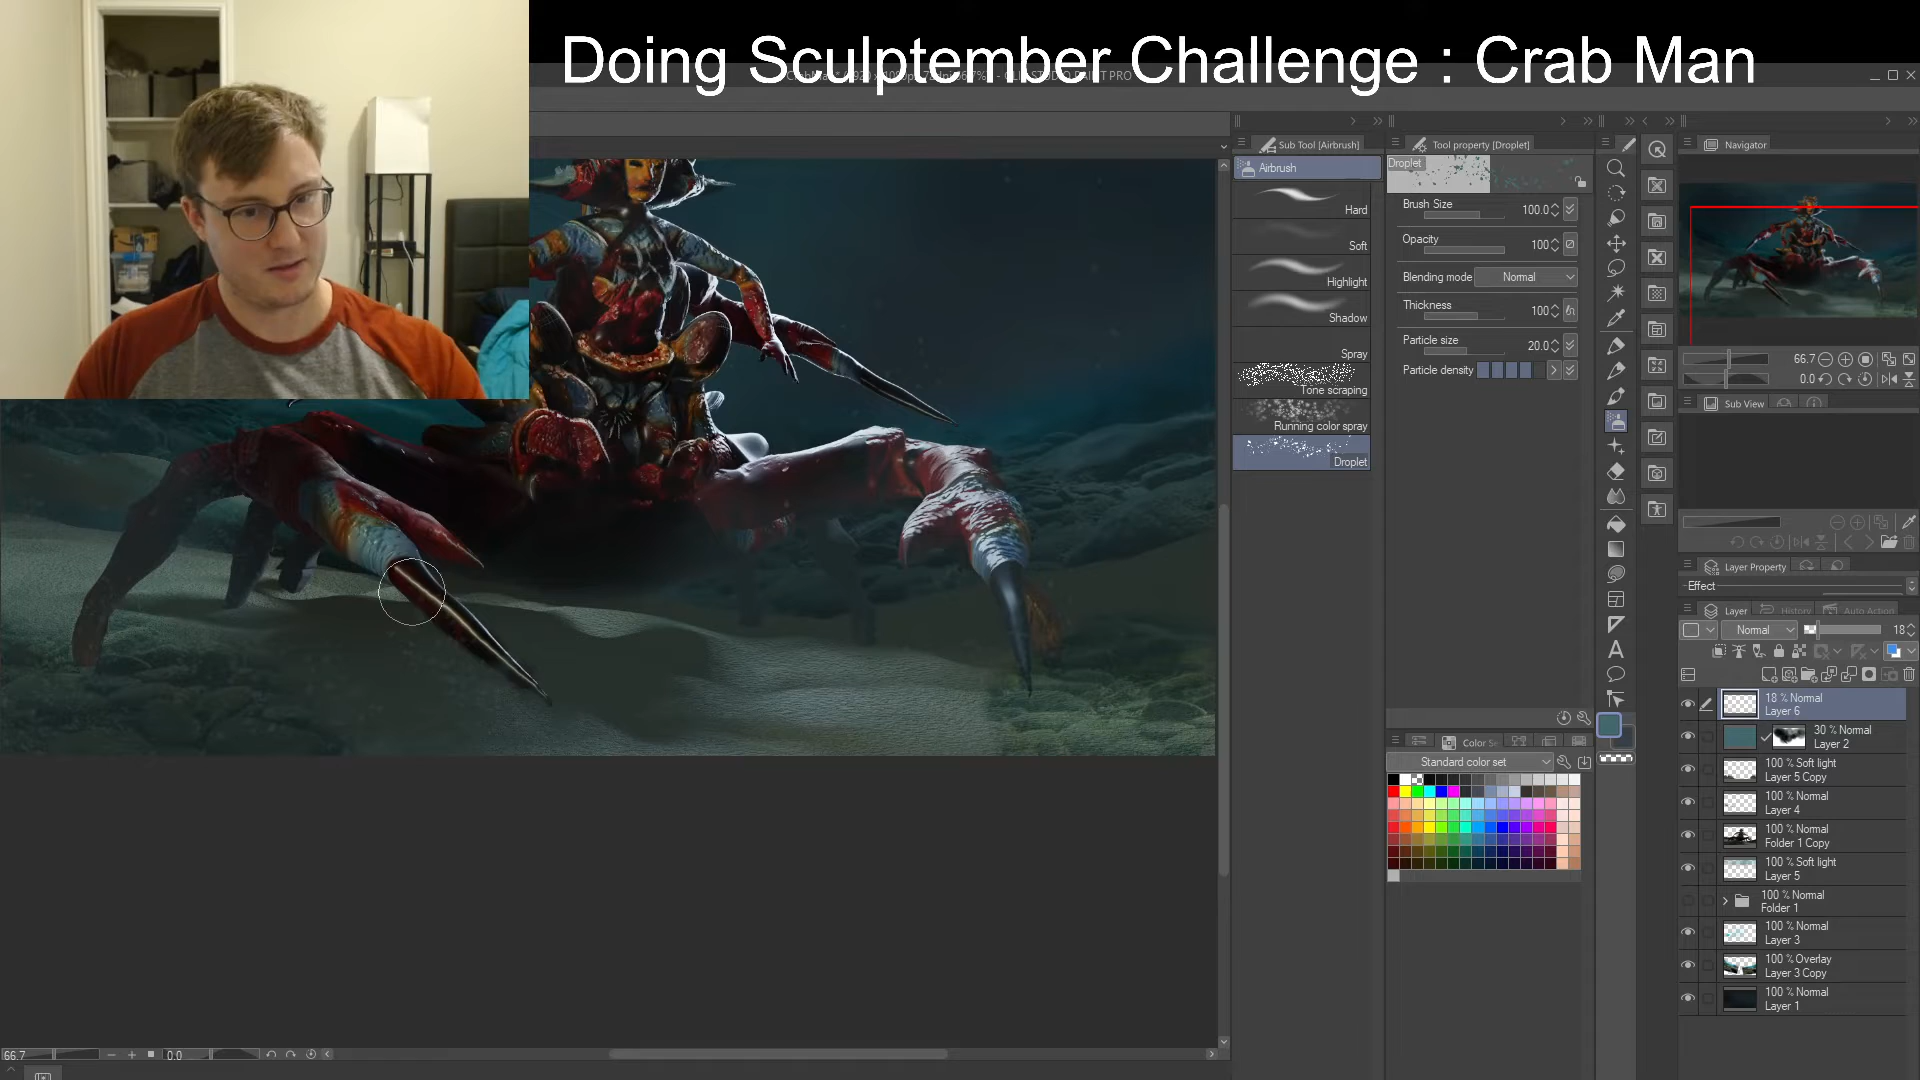 Doing Sculptember Challenge : Crab Man
Sub Tool [Airbrush]
Airbrush
Hard
Soft
Highlight
Shadow
Spray
Tone scraping
Running color spray
Droplet
Tool property [Droplet]
Droplet
Brush Size
100.0
Opacity
100
Blending mode
Normal
Thickness
100
Particle size
20.0
Particle density
Standard color set
Navigator
66.7
0.0
Sub View
Layer Property
Effect
Layer
History
Auto Action
Normal
18
18 % Normal
Layer 6
30 % Normal
Layer 2
100 % Soft light
Layer 5 Copy
100 % Normal
Layer 4
100 % Normal
Folder 1 Copy
100 % Soft light
Layer 5
100 % Normal
Folder 1
100 % Normal
Layer 3
100 % Overlay
Layer 3 Copy
100 % Normal
Layer 1
66.7
0.0